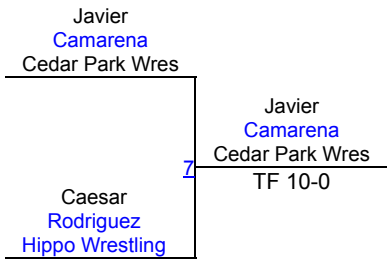 Javier
Camarena
Cedar Park Wres
Javier
Camarena
Cedar Park Wres
7
TF 10-0
Caesar
Rodriguez
Hippo Wrestling